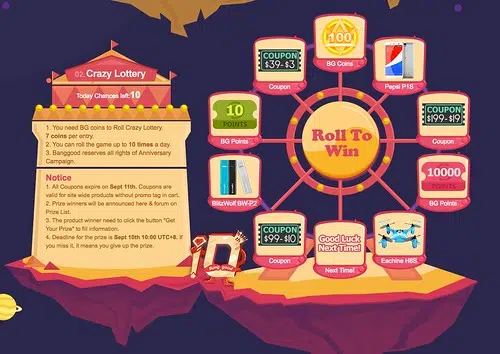 02. Crazy Lottery
Today Chances left:10
1. You need BG coins to Roll Crazy Lottery.
7 coins per entry.
2. You can roll the game up to 10 times a day.
3. Banggood reserves all rights of Anniversary
Campaign.
Notice
1. All Coupons expire on Sept 11th. Coupons are
valid for site wide products without promo tag in cart.
2. Prize winners will be announced here & forum on
Prize List.
3. The product winner need to click the button "Get
Your Prize" to fill information.
4. Deadline for the prize is Sept 10th 10:00 UTC+8, if
you miss it, it means you give up the prize.
100
BG Coins
COUPON
$39-$3
Coupon
Pepsi P1S
10
POINTS
BG Points
COUPON
$199-$19
Coupon
Roll To
Win
BlitzWolf BW-P2
10000
POINTS
BG Points
COUPON
$99-$10
Coupon
Good Luck
Next Time!
Next Time!
Eachine H8S
10